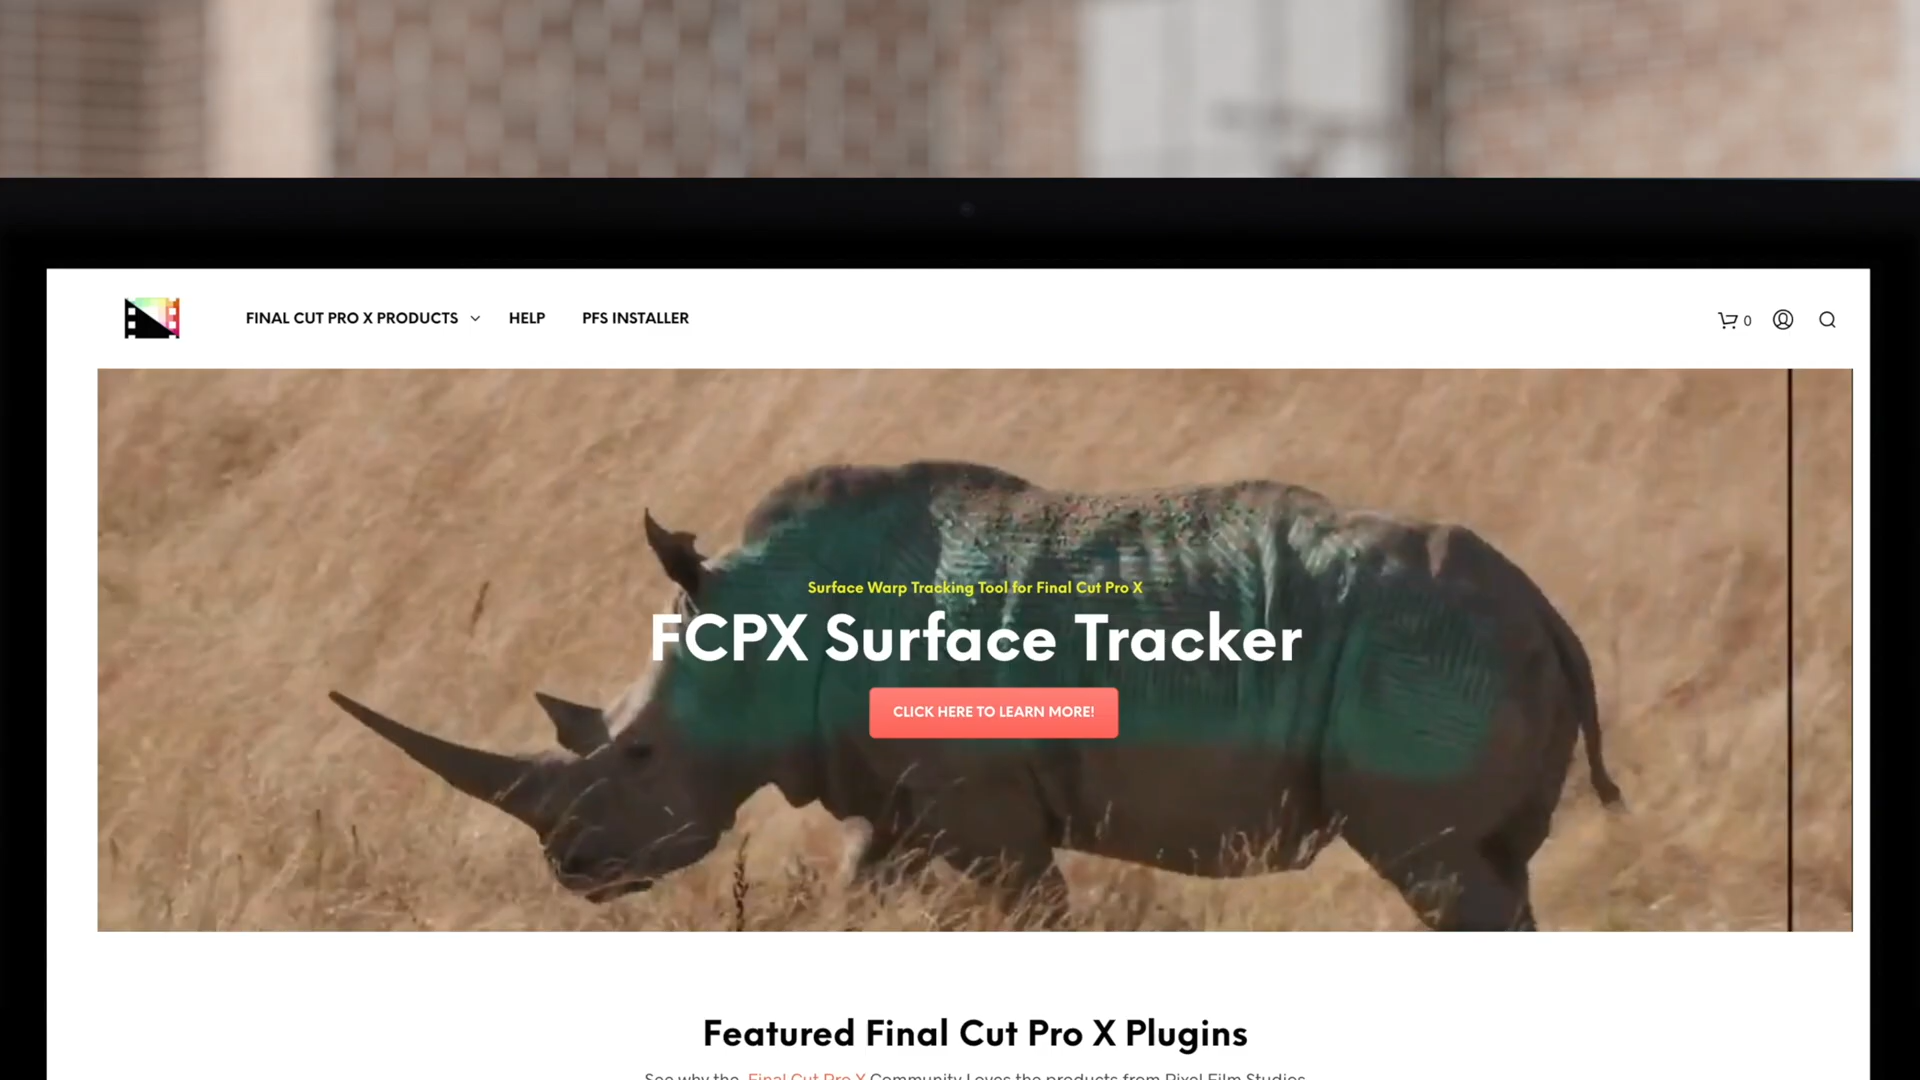 FINAL CUT PRO X PRODUCTS HELP PFS INSTALLER 0
Surface Warp Tracking Tool for Final Cut Pro X
FCPX Surface Tracker
CLICK HERE TO LEARN MORE!
Featured Final Cut Pro X Plugins
See why the Final Cut Pro X Community Loves the products from Pixel Film Studios